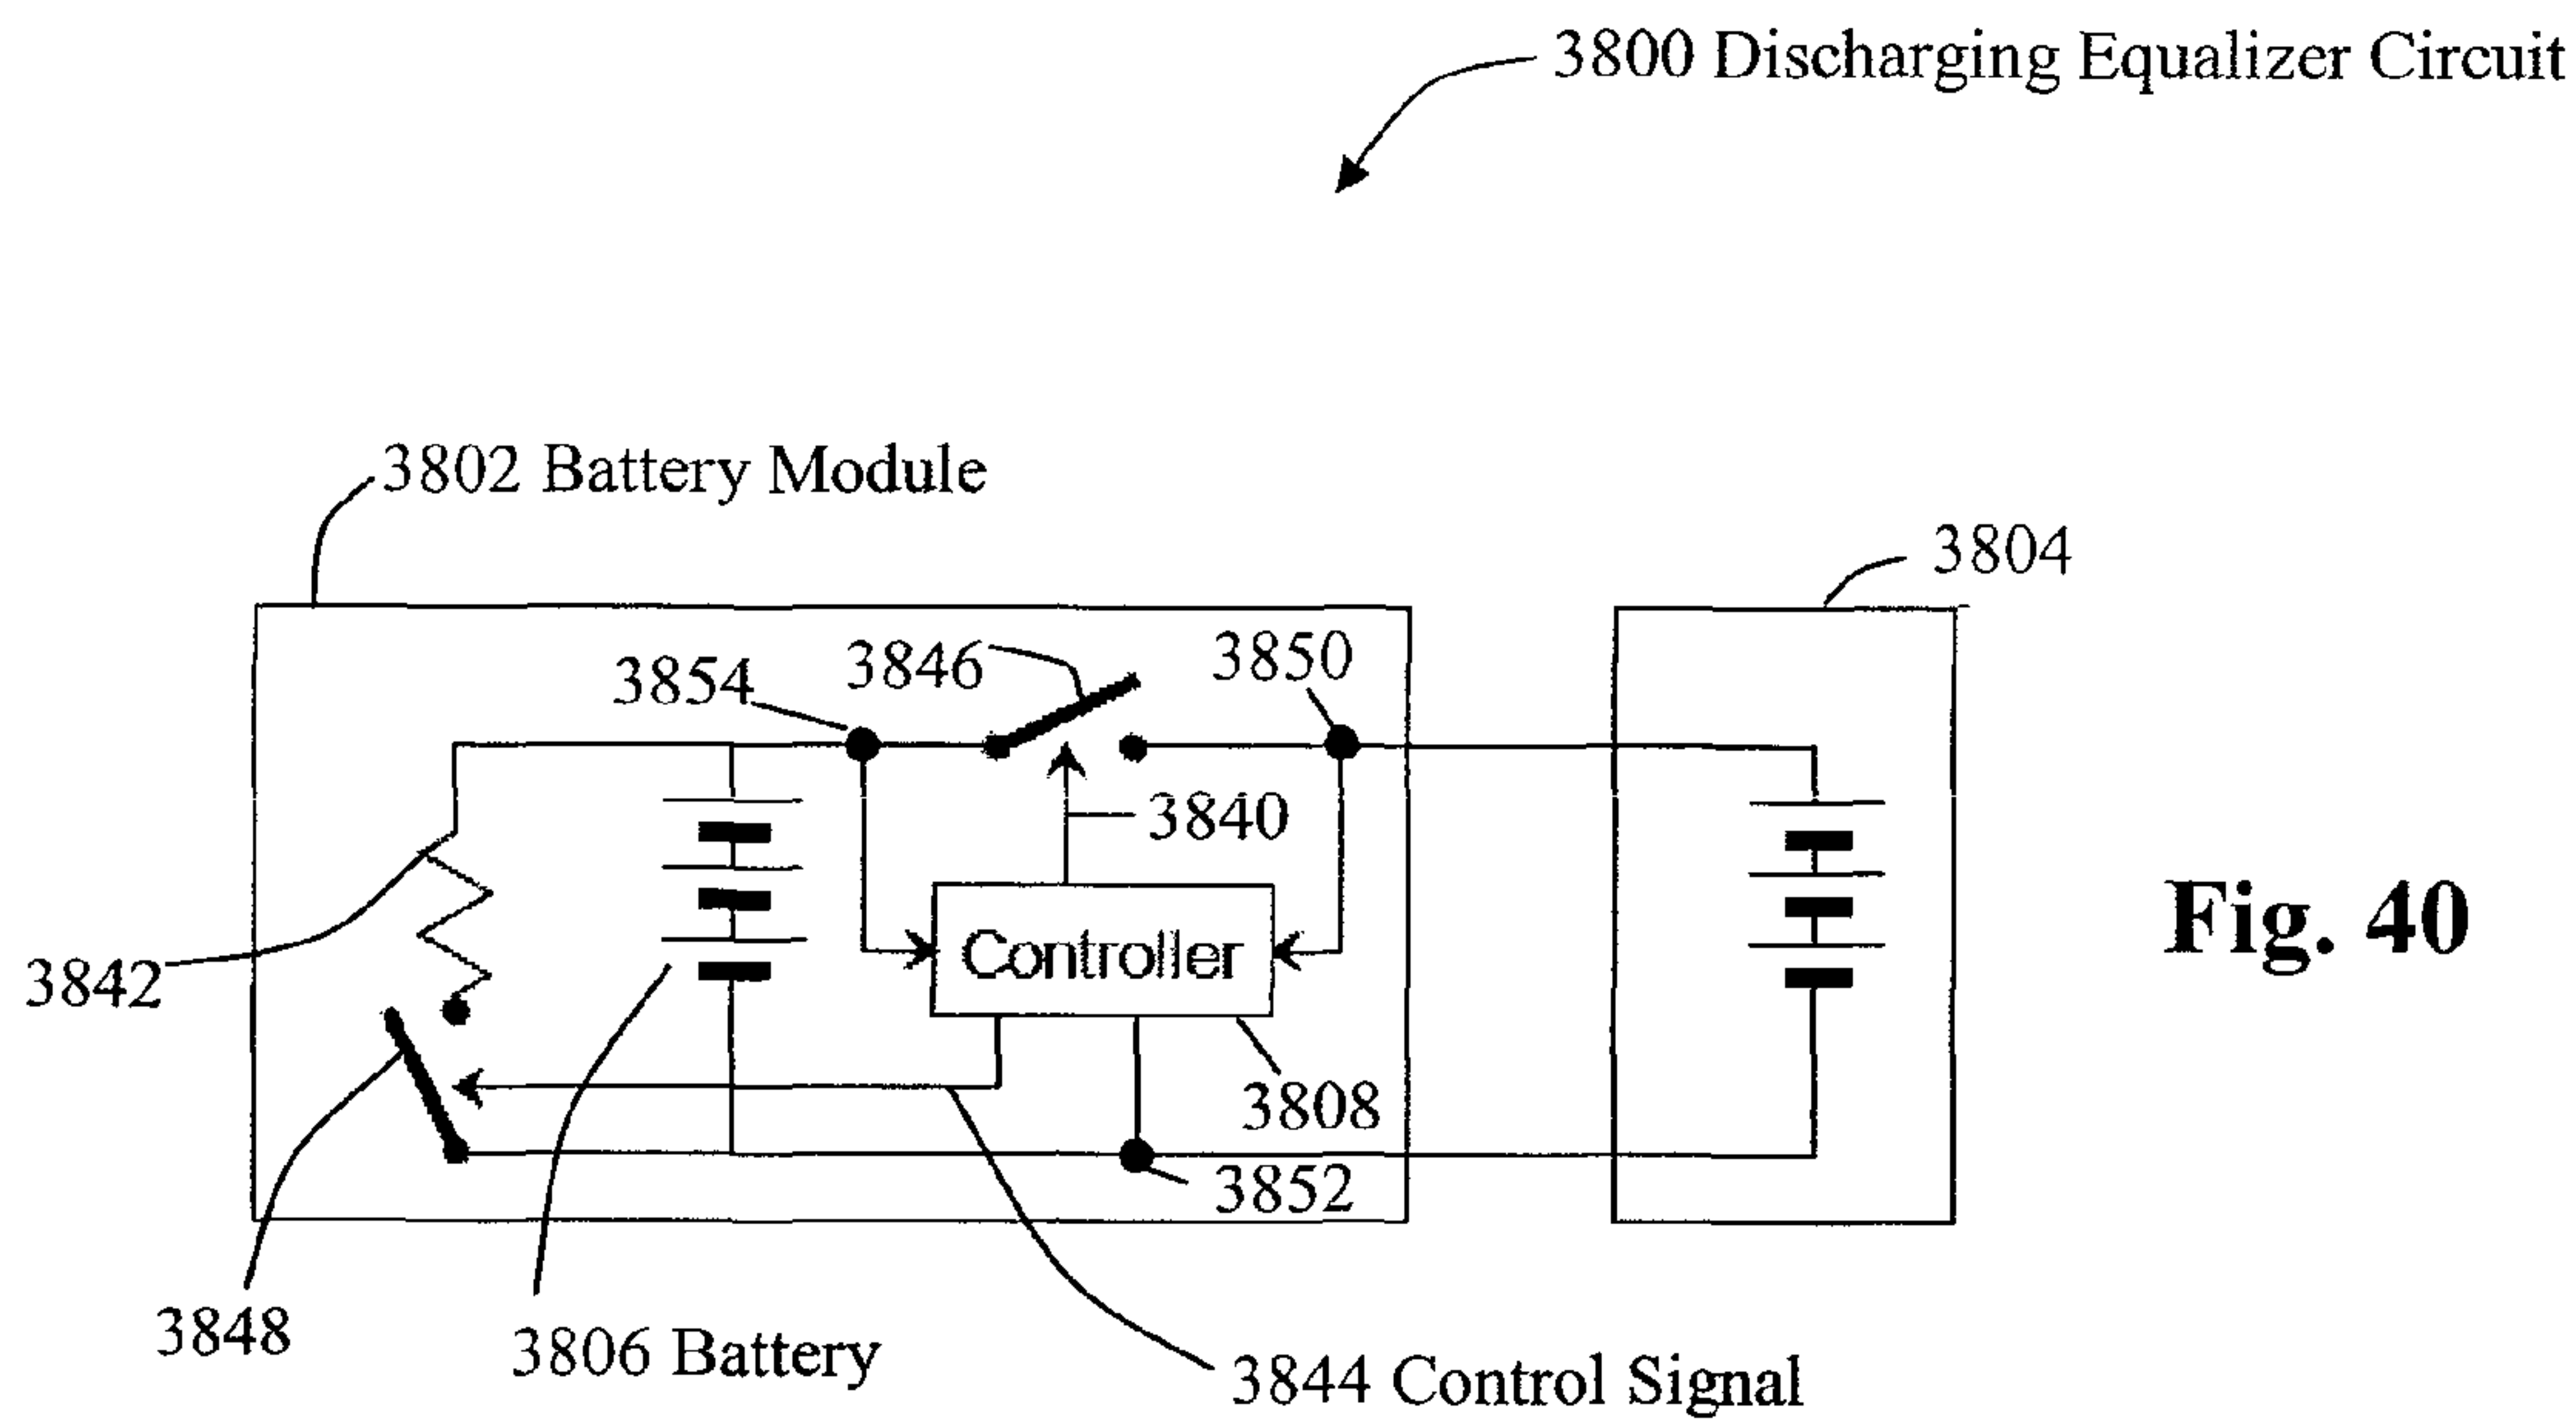 3800 Discharging Equalizer Circuit
3802 Battery Module
3804
3854
3846
3850
3840
Controller
Fig. 40
3842
3808
3852
3848
3806 Battery
3844 Control Signal